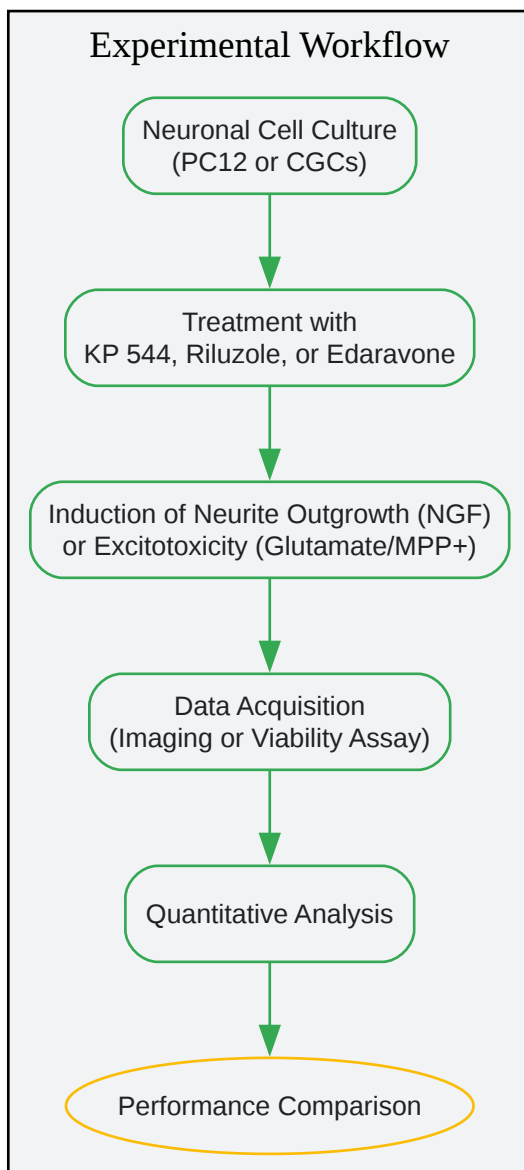 Experimental Workflow
Neuronal Cell Culture
(PC12 or CGCs)
Treatment with
KP 544, Riluzole, or Edaravone
Induction of Neurite Outgrowth (NGF)
or Excitotoxicity (Glutamate/MPP+)
Data Acquisition
(Imaging or Viability Assay)
Quantitative Analysis
Performance Comparison